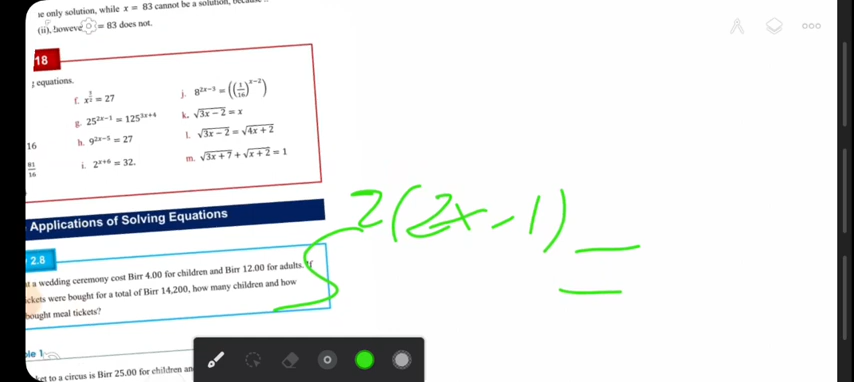 only solution, while x = 83 cannot be a solution,
(ii), however = 83 does not.
18
equations.
f. x^{3/2} = 27
g. 25^{2x−1} = 125^{3x+4}
h. 9^{2x−5} = 27
i. 2^{x+6} = 32.
j. 8^{2x−3} = ((1/16)^{x−2})
k. √(3x − 2) = x
l. √(3x − 2) = √(4x + 2)
m. √(3x + 7) + √(x + 2) = 1
16
81/16
5^{2(2x−1)} =
Applications of Solving Equations
2.8
t a wedding ceremony cost Birr 4.00 for children and Birr 12.00 for adults. If
ckets were bought for a total of Birr 14,200, how many children and how
bought meal tickets?
ple 1
ket to a circus is Birr 25.00 for children an